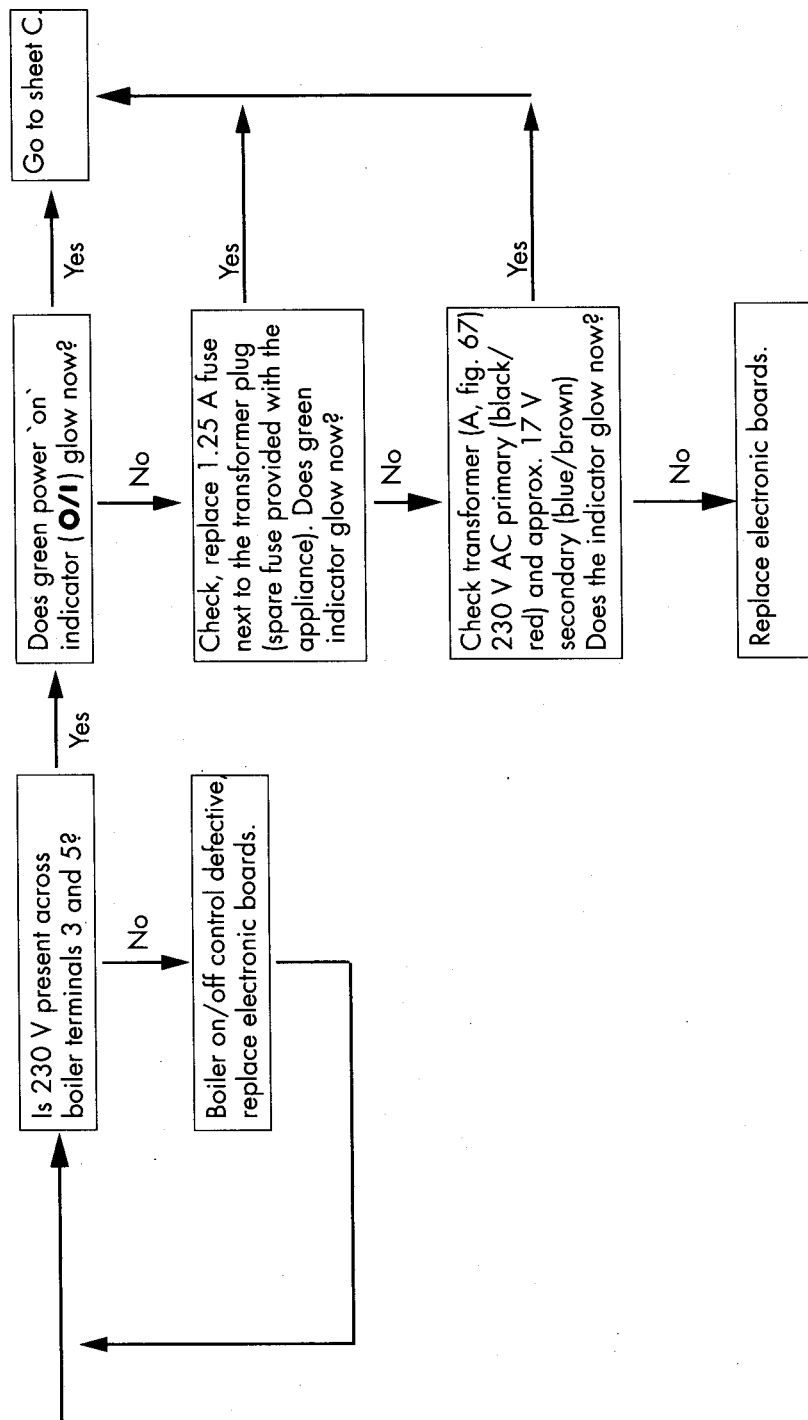 Is 230 V present across
boiler terminals 3 and 5?
Yes
No
Boiler on/off control defective,
replace electronic boards.
Does green power `on`
indicator (O/I) glow now?
Yes
Go to sheet C.
No
Check, replace 1.25 A fuse
next to the transformer plug
(spare fuse provided with the
appliance). Does green
indicator glow now?
Yes
No
Check transformer (A, fig. 67)
230 V AC primary (black/
red) and approx. 17 V
secondary (blue/brown)
Does the indicator glow now?
Yes
No
Replace electronic boards.